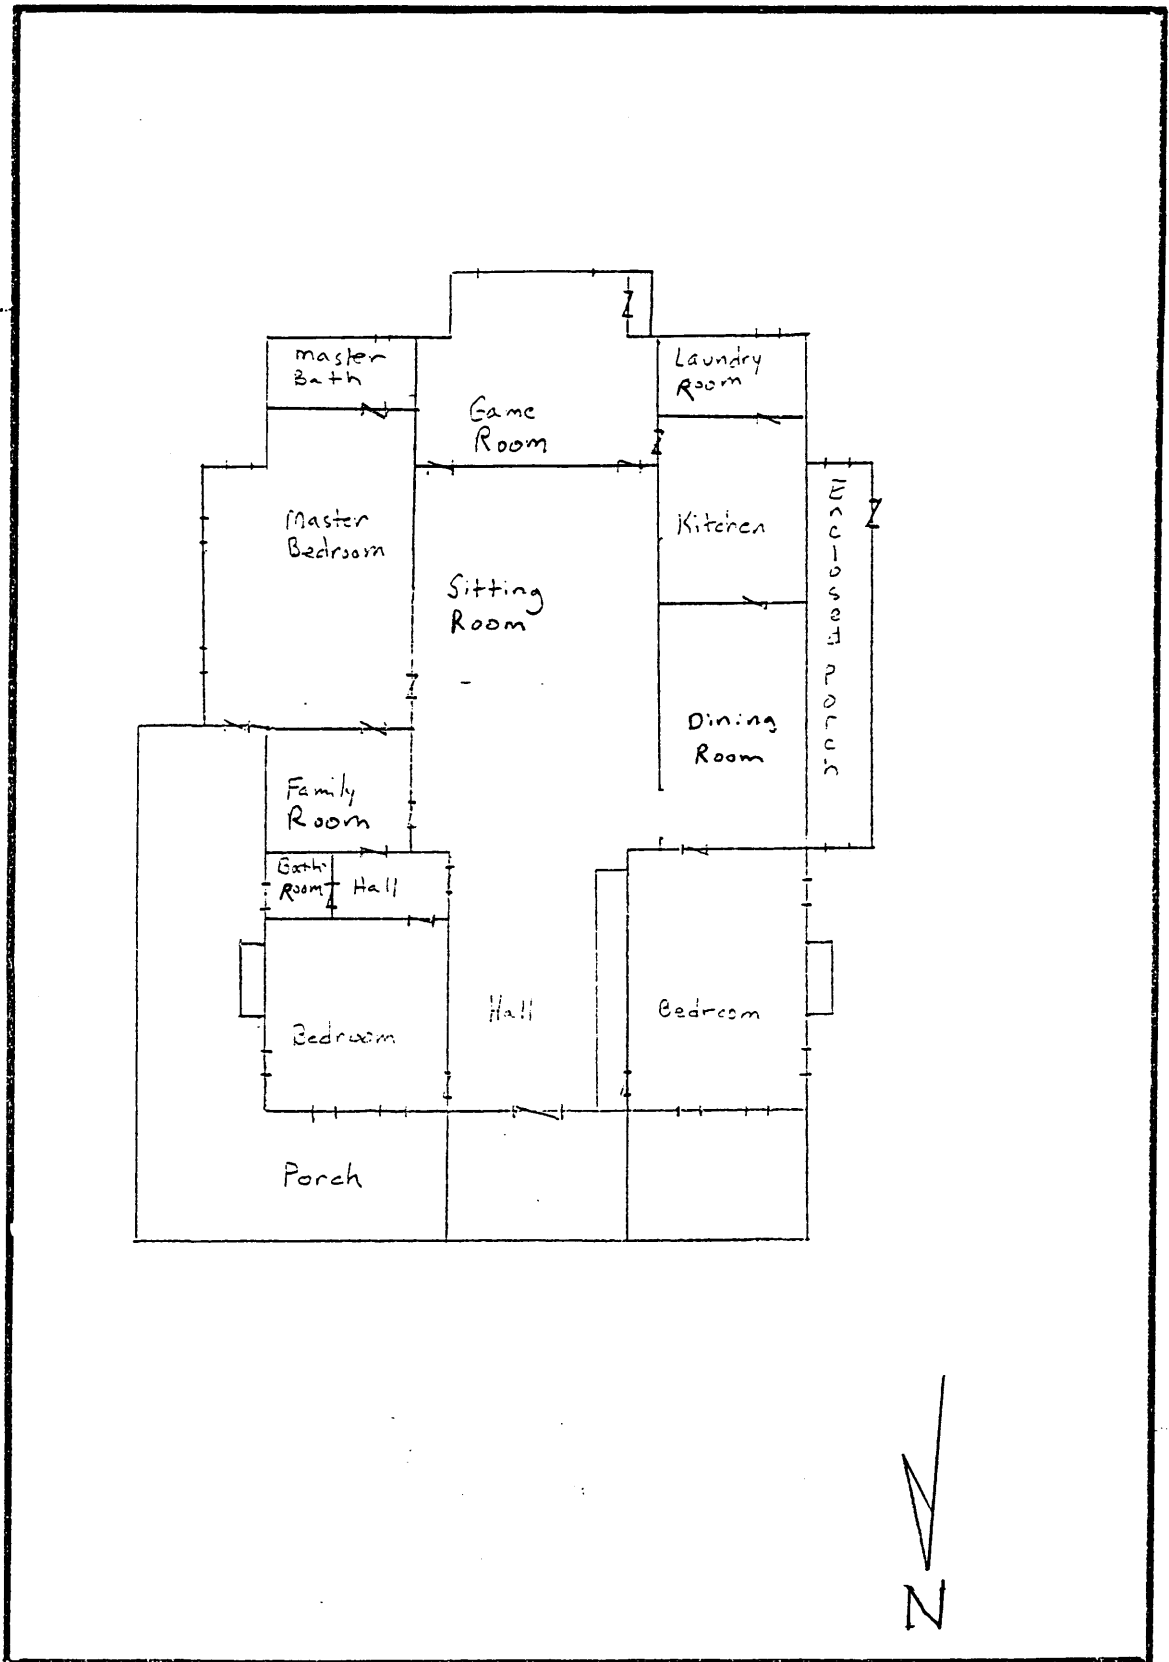 Master
Bath
Laundry
Room
Game
Room
Master
Bedroom
Kitchen
Enclosed Porch
Sitting
Room
Dining
Room
Family
Room
Bath
Room
Hall
Hall
Bedroom
Bedroom
Porch
N